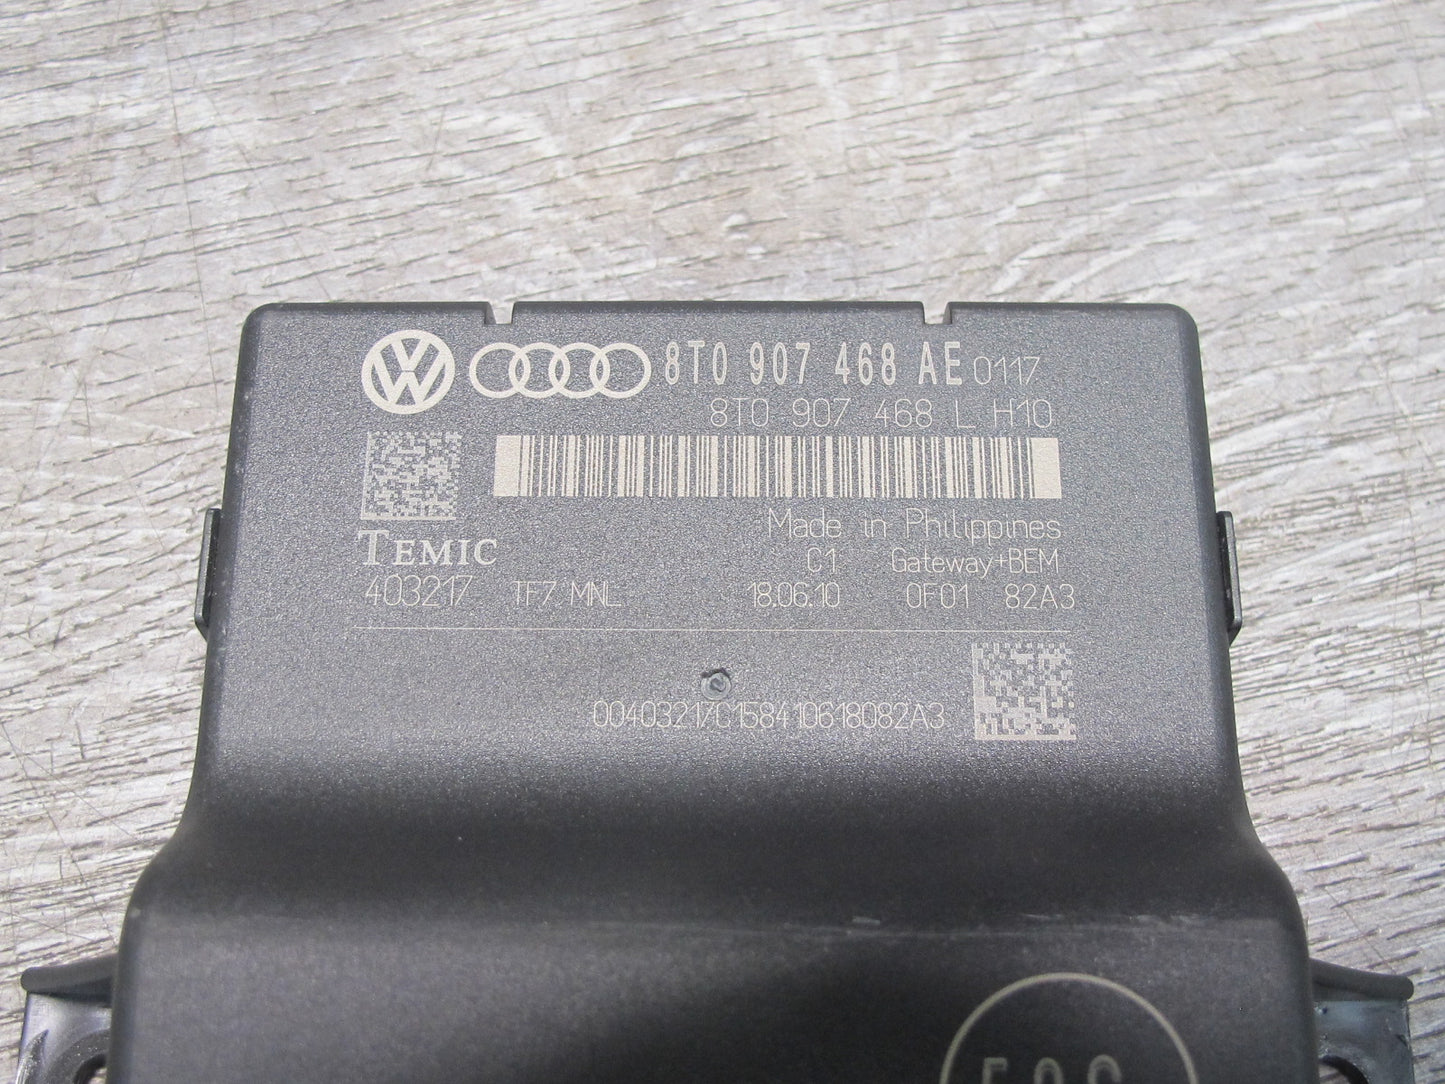 8T0 907 468 AE 0117
8T0 907 468 L H10
Made in Philippines
TEMIC C1 Gateway+BEM
403217 TF7 MNL 18.06.10 0F01 82A3
00403217C158410618082A3